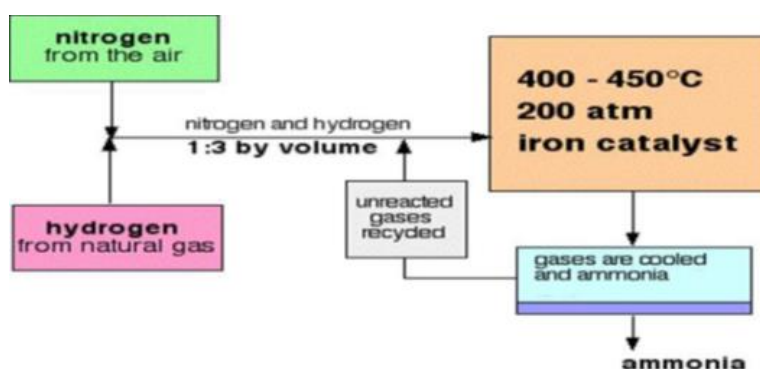 nitrogen
from the air
400 - 450°C
200 atm
iron catalyst
nitrogen and hydrogen
1:3 by volume
hydrogen
from natural gas
unreacted
gases
recycled
gases are cooled
and ammonia
ammonia